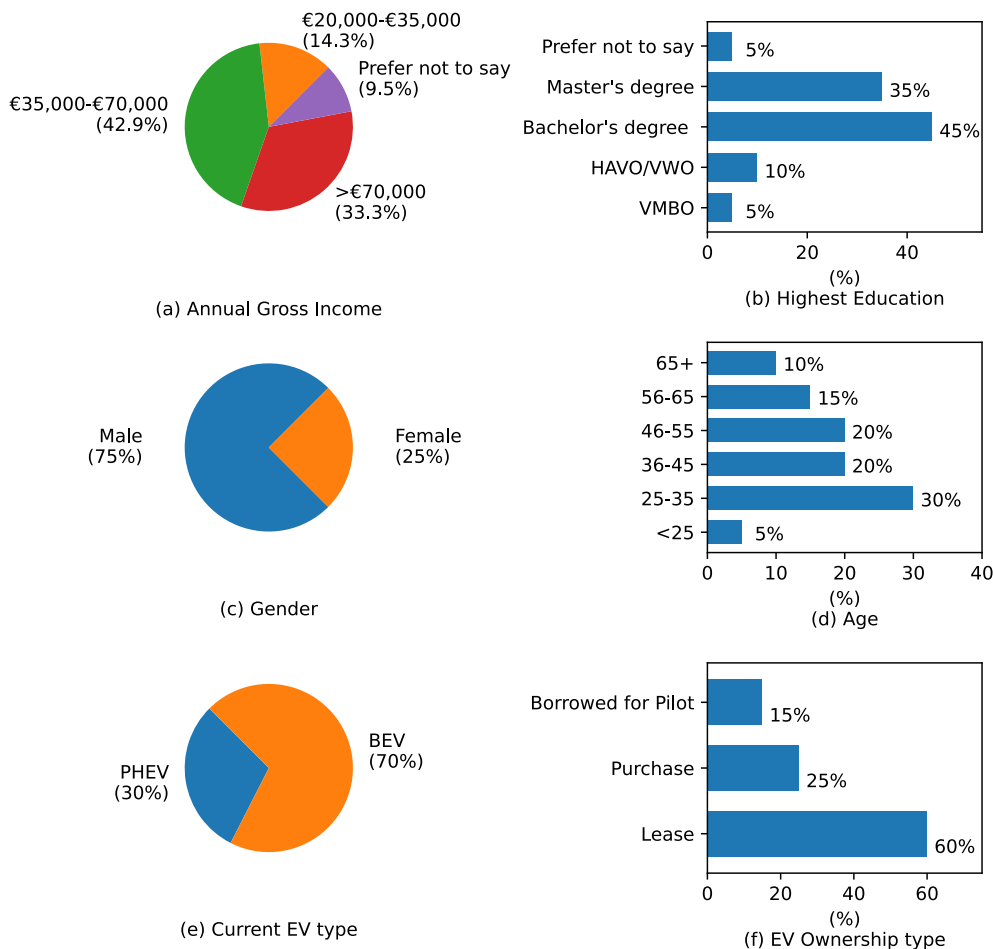 €20,000-€35,000
(14.3%)
Prefer not to say
(9.5%)
€35,000-€70,000
(42.9%)
>€70,000
(33.3%)
(a) Annual Gross Income
Prefer not to say
5%
Master's degree
35%
Bachelor's degree
45%
HAVO/VWO
10%
VMBO
5%
0
20
40
(%)
(b) Highest Education
Male
(75%)
Female
(25%)
(c) Gender
65+
10%
56-65
15%
46-55
20%
36-45
20%
25-35
30%
<25
5%
0
10
20
30
40
(%)
(d) Age
BEV
(70%)
PHEV
(30%)
(e) Current EV type
Borrowed for Pilot
15%
Purchase
25%
Lease
60%
0
20
40
60
(%)
(f) EV Ownership type